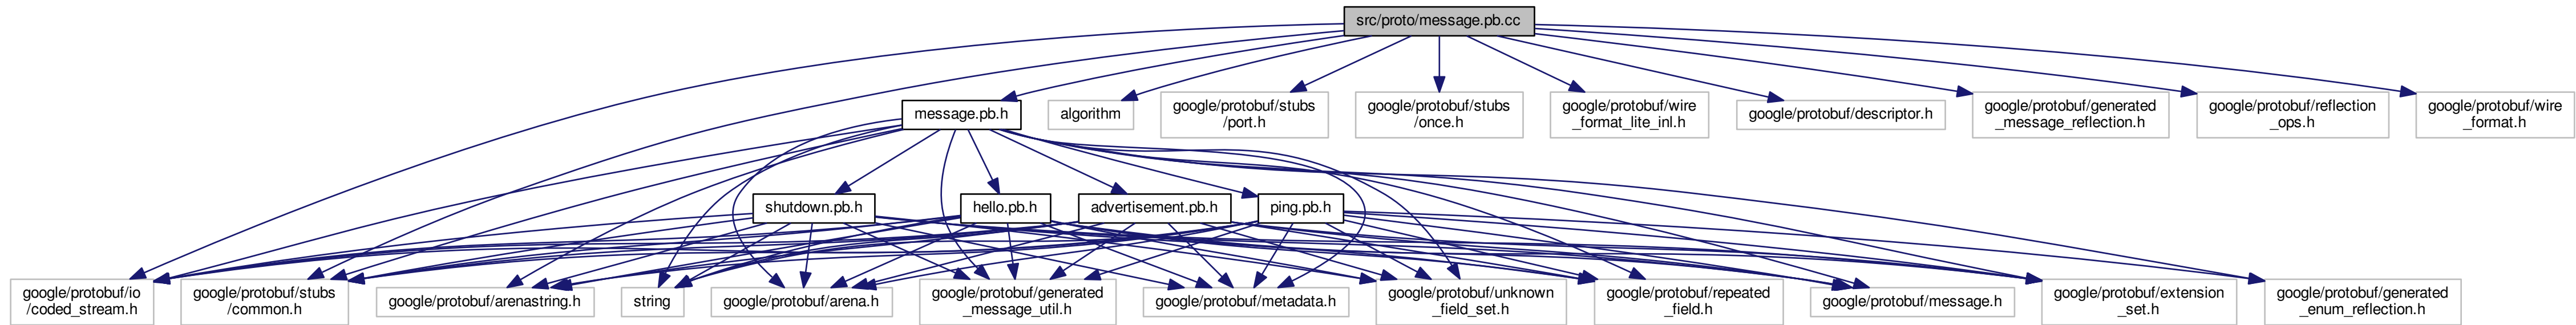 src/proto/message.pb.cc
message.pb.h
algorithm
google/protobuf/stubs
/port.h
google/protobuf/stubs
/once.h
google/protobuf/wire
_format_lite_inl.h
google/protobuf/descriptor.h
google/protobuf/generated
_message_reflection.h
google/protobuf/reflection
_ops.h
google/protobuf/wire
_format.h
shutdown.pb.h
hello.pb.h
advertisement.pb.h
ping.pb.h
google/protobuf/io
/coded_stream.h
google/protobuf/stubs
/common.h
google/protobuf/arenastring.h
string
google/protobuf/arena.h
google/protobuf/generated
_message_util.h
google/protobuf/metadata.h
google/protobuf/unknown
_field_set.h
google/protobuf/repeated
_field.h
google/protobuf/message.h
google/protobuf/extension
_set.h
google/protobuf/generated
_enum_reflection.h